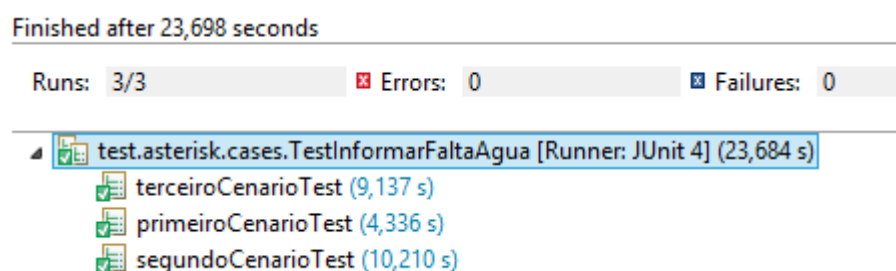 Finished after 23,698 seconds
Runs: 3/3 Errors: 0 Failures: 0
test.asterisk.cases.TestInformarFaltaAgua [Runner: JUnit 4] (23,684 s)
terceiroCenarioTest (9,137 s)
primeiroCenarioTest (4,336 s)
segundoCenarioTest (10,210 s)